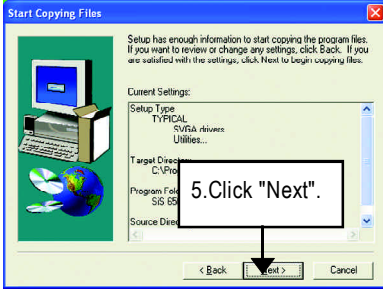 Start Copying Files
Setup has enough information to start copying the program files.
If you want to review or change any settings, click Back. If you
are satisfied with the settings, click Next to begin copying files.
Current Settings:
Setup Type
TYPICAL
SVGA drivers
Utilities...
Target Direc
C:\Pro
Program Fol
SiS 65
Source Direc
5.Click "Next".
< Back
Next >
Cancel